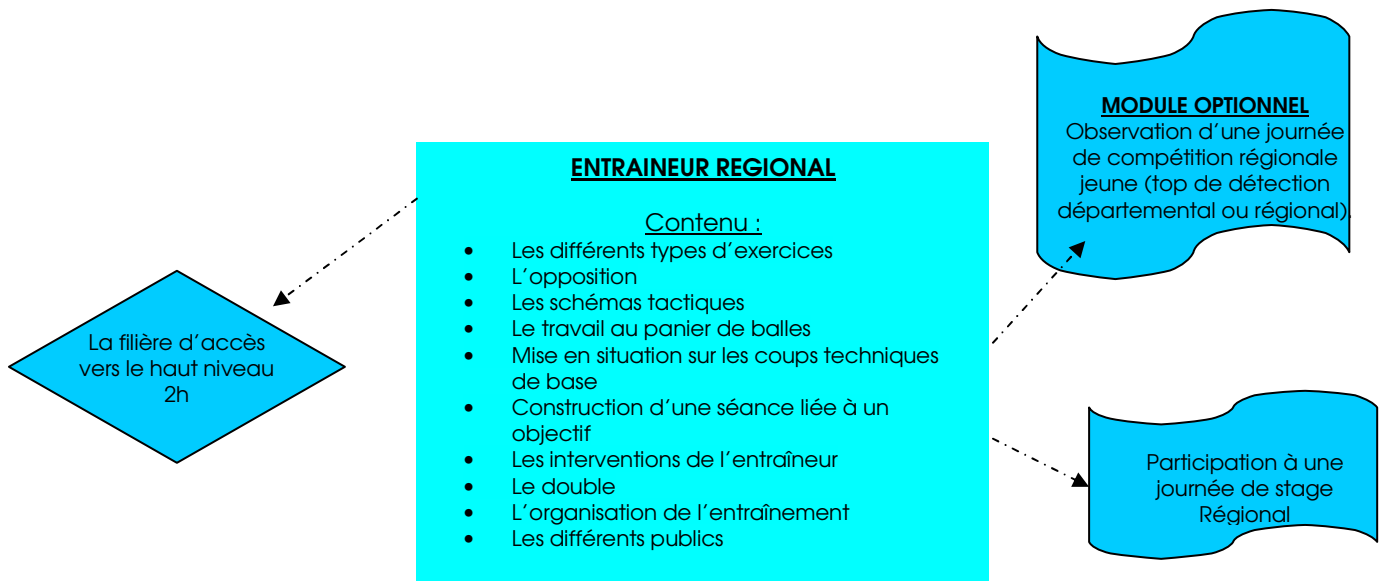 MODULE OPTIONNEL
Observation d'une journée
de compétition régionale
jeune (top de détection
départemental ou régional).
ENTRAINEUR REGIONAL
Contenu :
• Les différents types d'exercices
• L'opposition
• Les schémas tactiques
• Le travail au panier de balles
• Mise en situation sur les coups techniques
de base
• Construction d'une séance liée à un
objectif
• Les interventions de l'entraîneur
• Le double
• L'organisation de l'entraînement
• Les différents publics
La filière d'accès
vers le haut niveau
2h
Participation à une
journée de stage
Régional